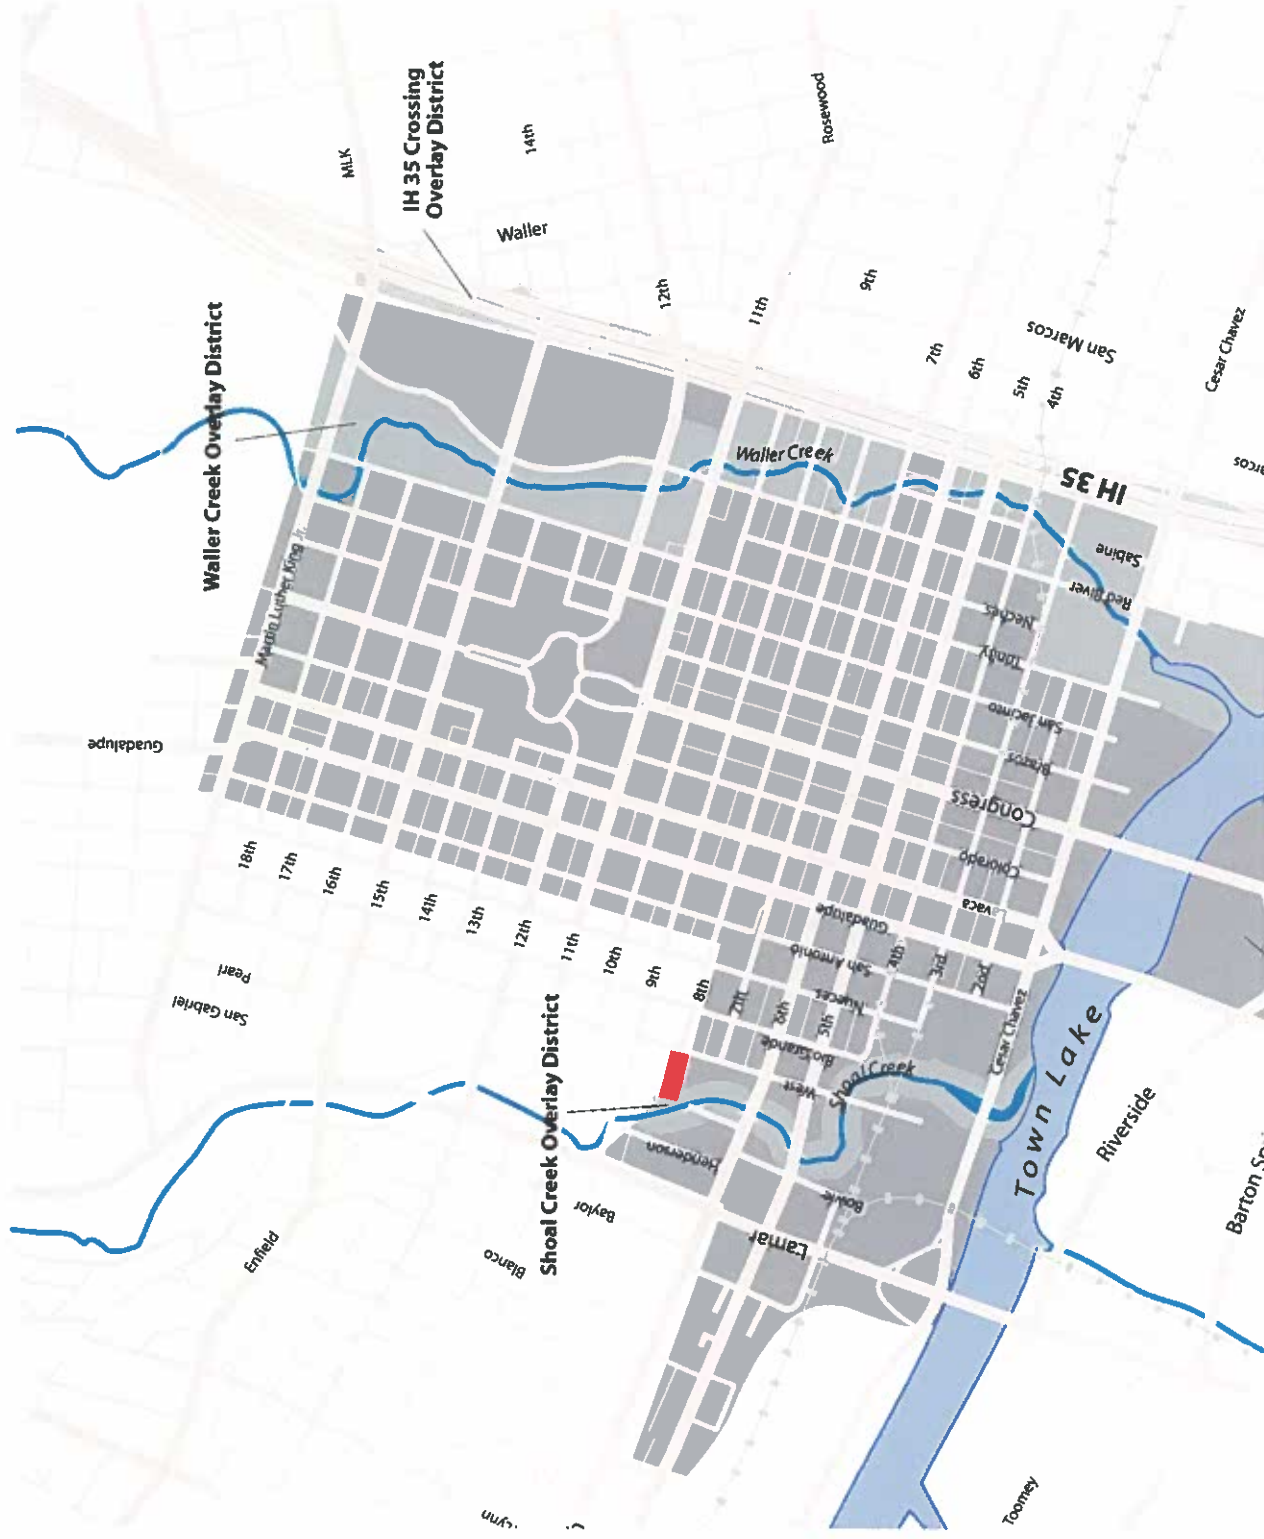 MLK
IH 35 Crossing
Overlay District
14th
Rosewood
Waller
Waller Creek Overlay District
12th
11th
9th
7th
6th
5th
4th
San Marcos
Cesar Chavez
Waller Creek
IH 35
Sabine
Red River
Neches
Trinity
San Jacinto
Brazos
Congress
Colorado
Lavaca
Guadalupe
San Antonio
Nueces
Rio Grande
West
Martin Luther King Jr.
Guadalupe
18th
17th
16th
15th
14th
13th
12th
11th
10th
9th
8th
7th
6th
5th
4th
3rd
2nd
Cesar Chavez
Pearl
San Gabriel
Shoal Creek Overlay District
Shoal Creek
Henderson
Bowie
Lamar
Baylor
Blanco
Enfield
Town Lake
Riverside
Barton
Toomey